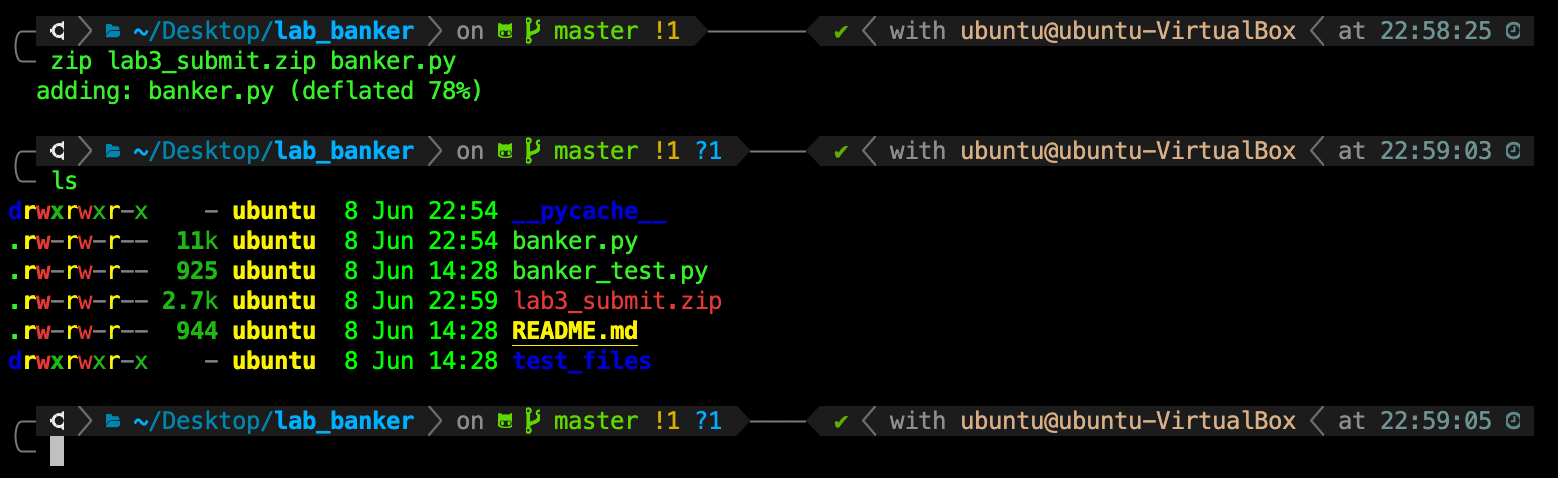 ~/Desktop/lab_banker on master !1 ✔ with ubuntu@ubuntu-VirtualBox at 22:58:25
zip lab3_submit.zip banker.py
adding: banker.py (deflated 78%)
~/Desktop/lab_banker on master !1 ?1 ✔ with ubuntu@ubuntu-VirtualBox at 22:59:03
ls
drwxrwxr-x - ubuntu 8 Jun 22:54 __pycache__
.rw-rw-r-- 11k ubuntu 8 Jun 22:54 banker.py
.rw-rw-r-- 925 ubuntu 8 Jun 14:28 banker_test.py
.rw-rw-r-- 2.7k ubuntu 8 Jun 22:59 lab3_submit.zip
.rw-rw-r-- 944 ubuntu 8 Jun 14:28 README.md
drwxrwxr-x - ubuntu 8 Jun 14:28 test_files
~/Desktop/lab_banker on master !1 ?1 ✔ with ubuntu@ubuntu-VirtualBox at 22:59:05